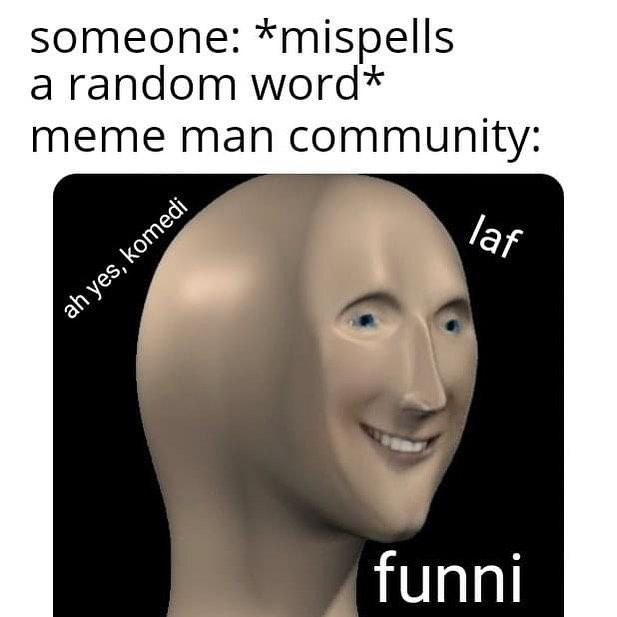 someone: *mispells
a random word*
meme man community:
ah yes, komedi
laf
funni